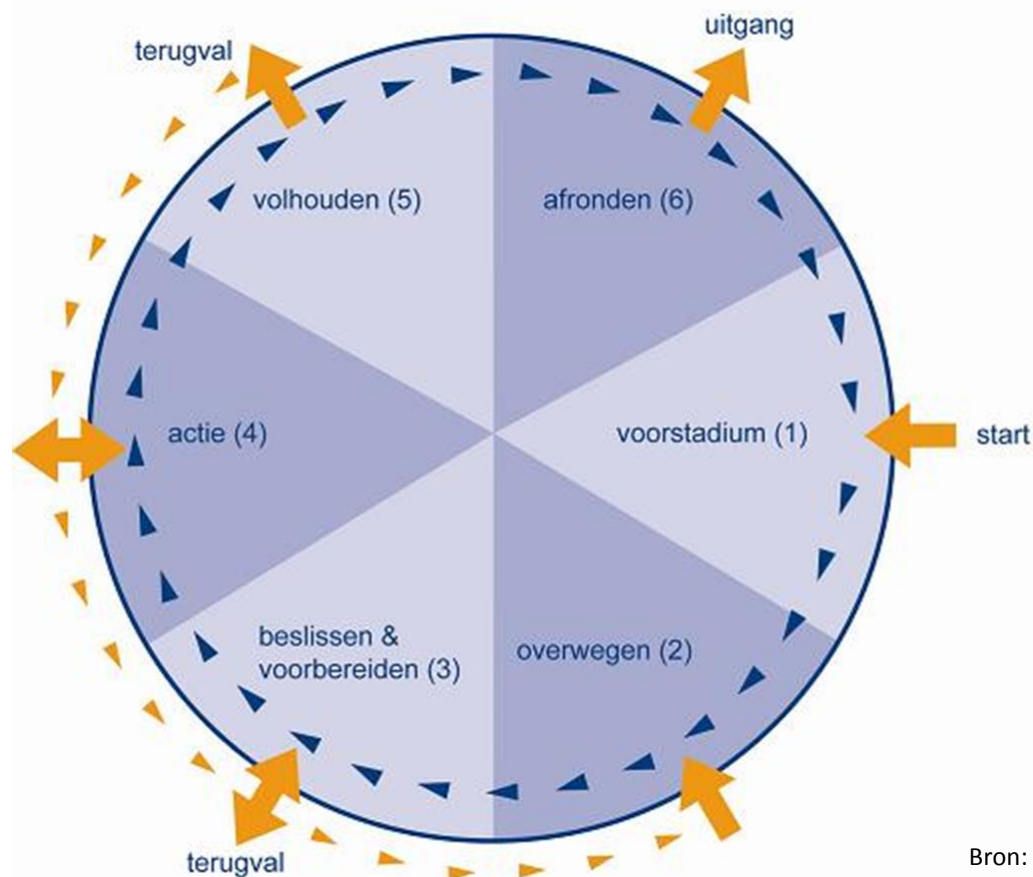 uitgang
terugval
volhouden (5)
afronden (6)
actie (4)
voorstadium (1)
start
beslissen &
voorbereiden (3)
overwegen (2)
terugval
Bron: